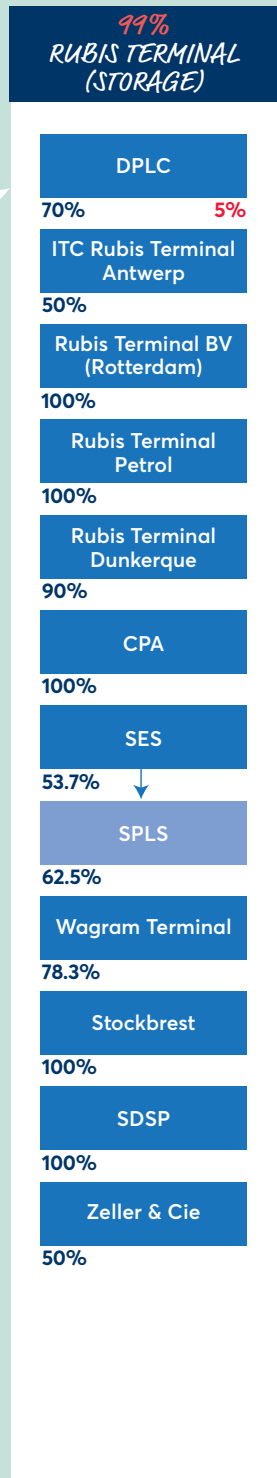 99%
RUBIS TERMINAL
(STORAGE)
DPLC
70% 5%
ITC Rubis Terminal
Antwerp
50%
Rubis Terminal BV
(Rotterdam)
100%
Rubis Terminal
Petrol
100%
Rubis Terminal
Dunkerque
90%
CPA
100%
SES
53.7%
SPLS
62.5%
Wagram Terminal
78.3%
Stockbrest
100%
SDSP
100%
Zeller & Cie
50%